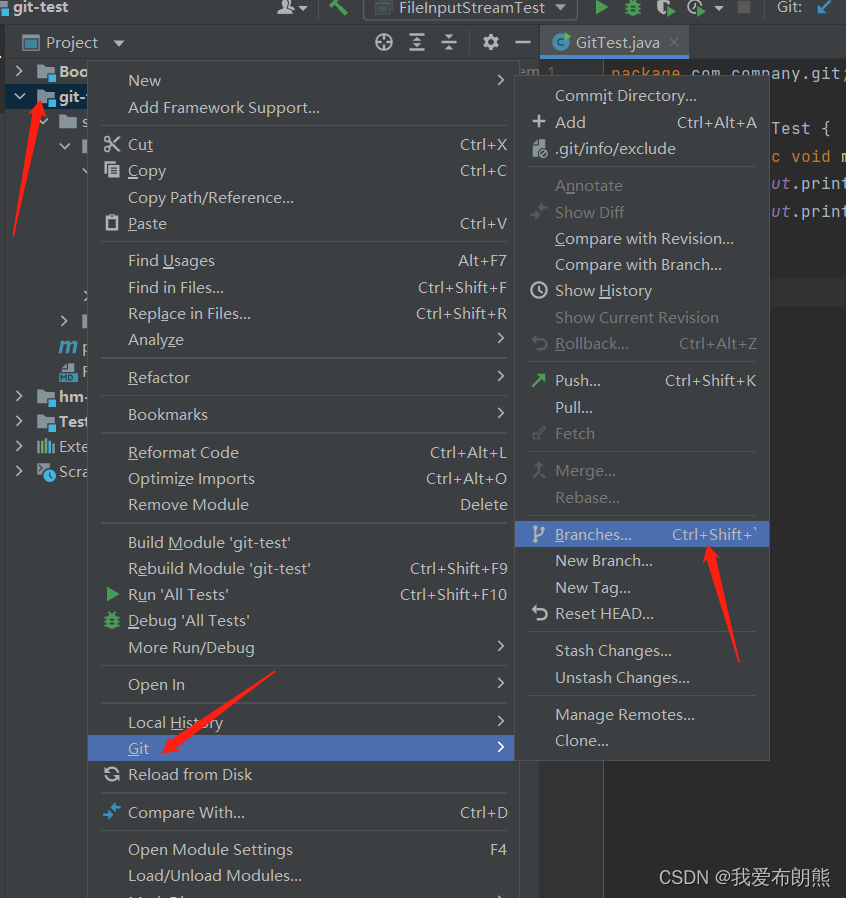 git-test
FileInputStreamTest
Git:
Project
GitTest.java
Boo
git-
hm-
Test
Exte
Scra
New
Add Framework Support...
Cut Ctrl+X
Copy Ctrl+C
Copy Path/Reference...
Paste Ctrl+V
Find Usages Alt+F7
Find in Files... Ctrl+Shift+F
Replace in Files... Ctrl+Shift+R
Analyze
Refactor
Bookmarks
Reformat Code Ctrl+Alt+L
Optimize Imports Ctrl+Alt+O
Remove Module Delete
Build Module 'git-test'
Rebuild Module 'git-test' Ctrl+Shift+F9
Run 'All Tests' Ctrl+Shift+F10
Debug 'All Tests'
More Run/Debug
Open In
Local History
Git
Reload from Disk
Compare With... Ctrl+D
Open Module Settings F4
Load/Unload Modules...
Commit Directory...
Add Ctrl+Alt+A
.git/info/exclude
Annotate
Show Diff
Compare with Revision...
Compare with Branch...
Show History
Show Current Revision
Rollback... Ctrl+Alt+Z
Push... Ctrl+Shift+K
Pull...
Fetch
Merge...
Rebase...
Branches... Ctrl+Shift+`
New Branch...
New Tag...
Reset HEAD...
Stash Changes...
Unstash Changes...
Manage Remotes...
Clone...
package com.company.git;
Test {
c void m
ut.print
ut.print
CSDN @我爱布朗熊